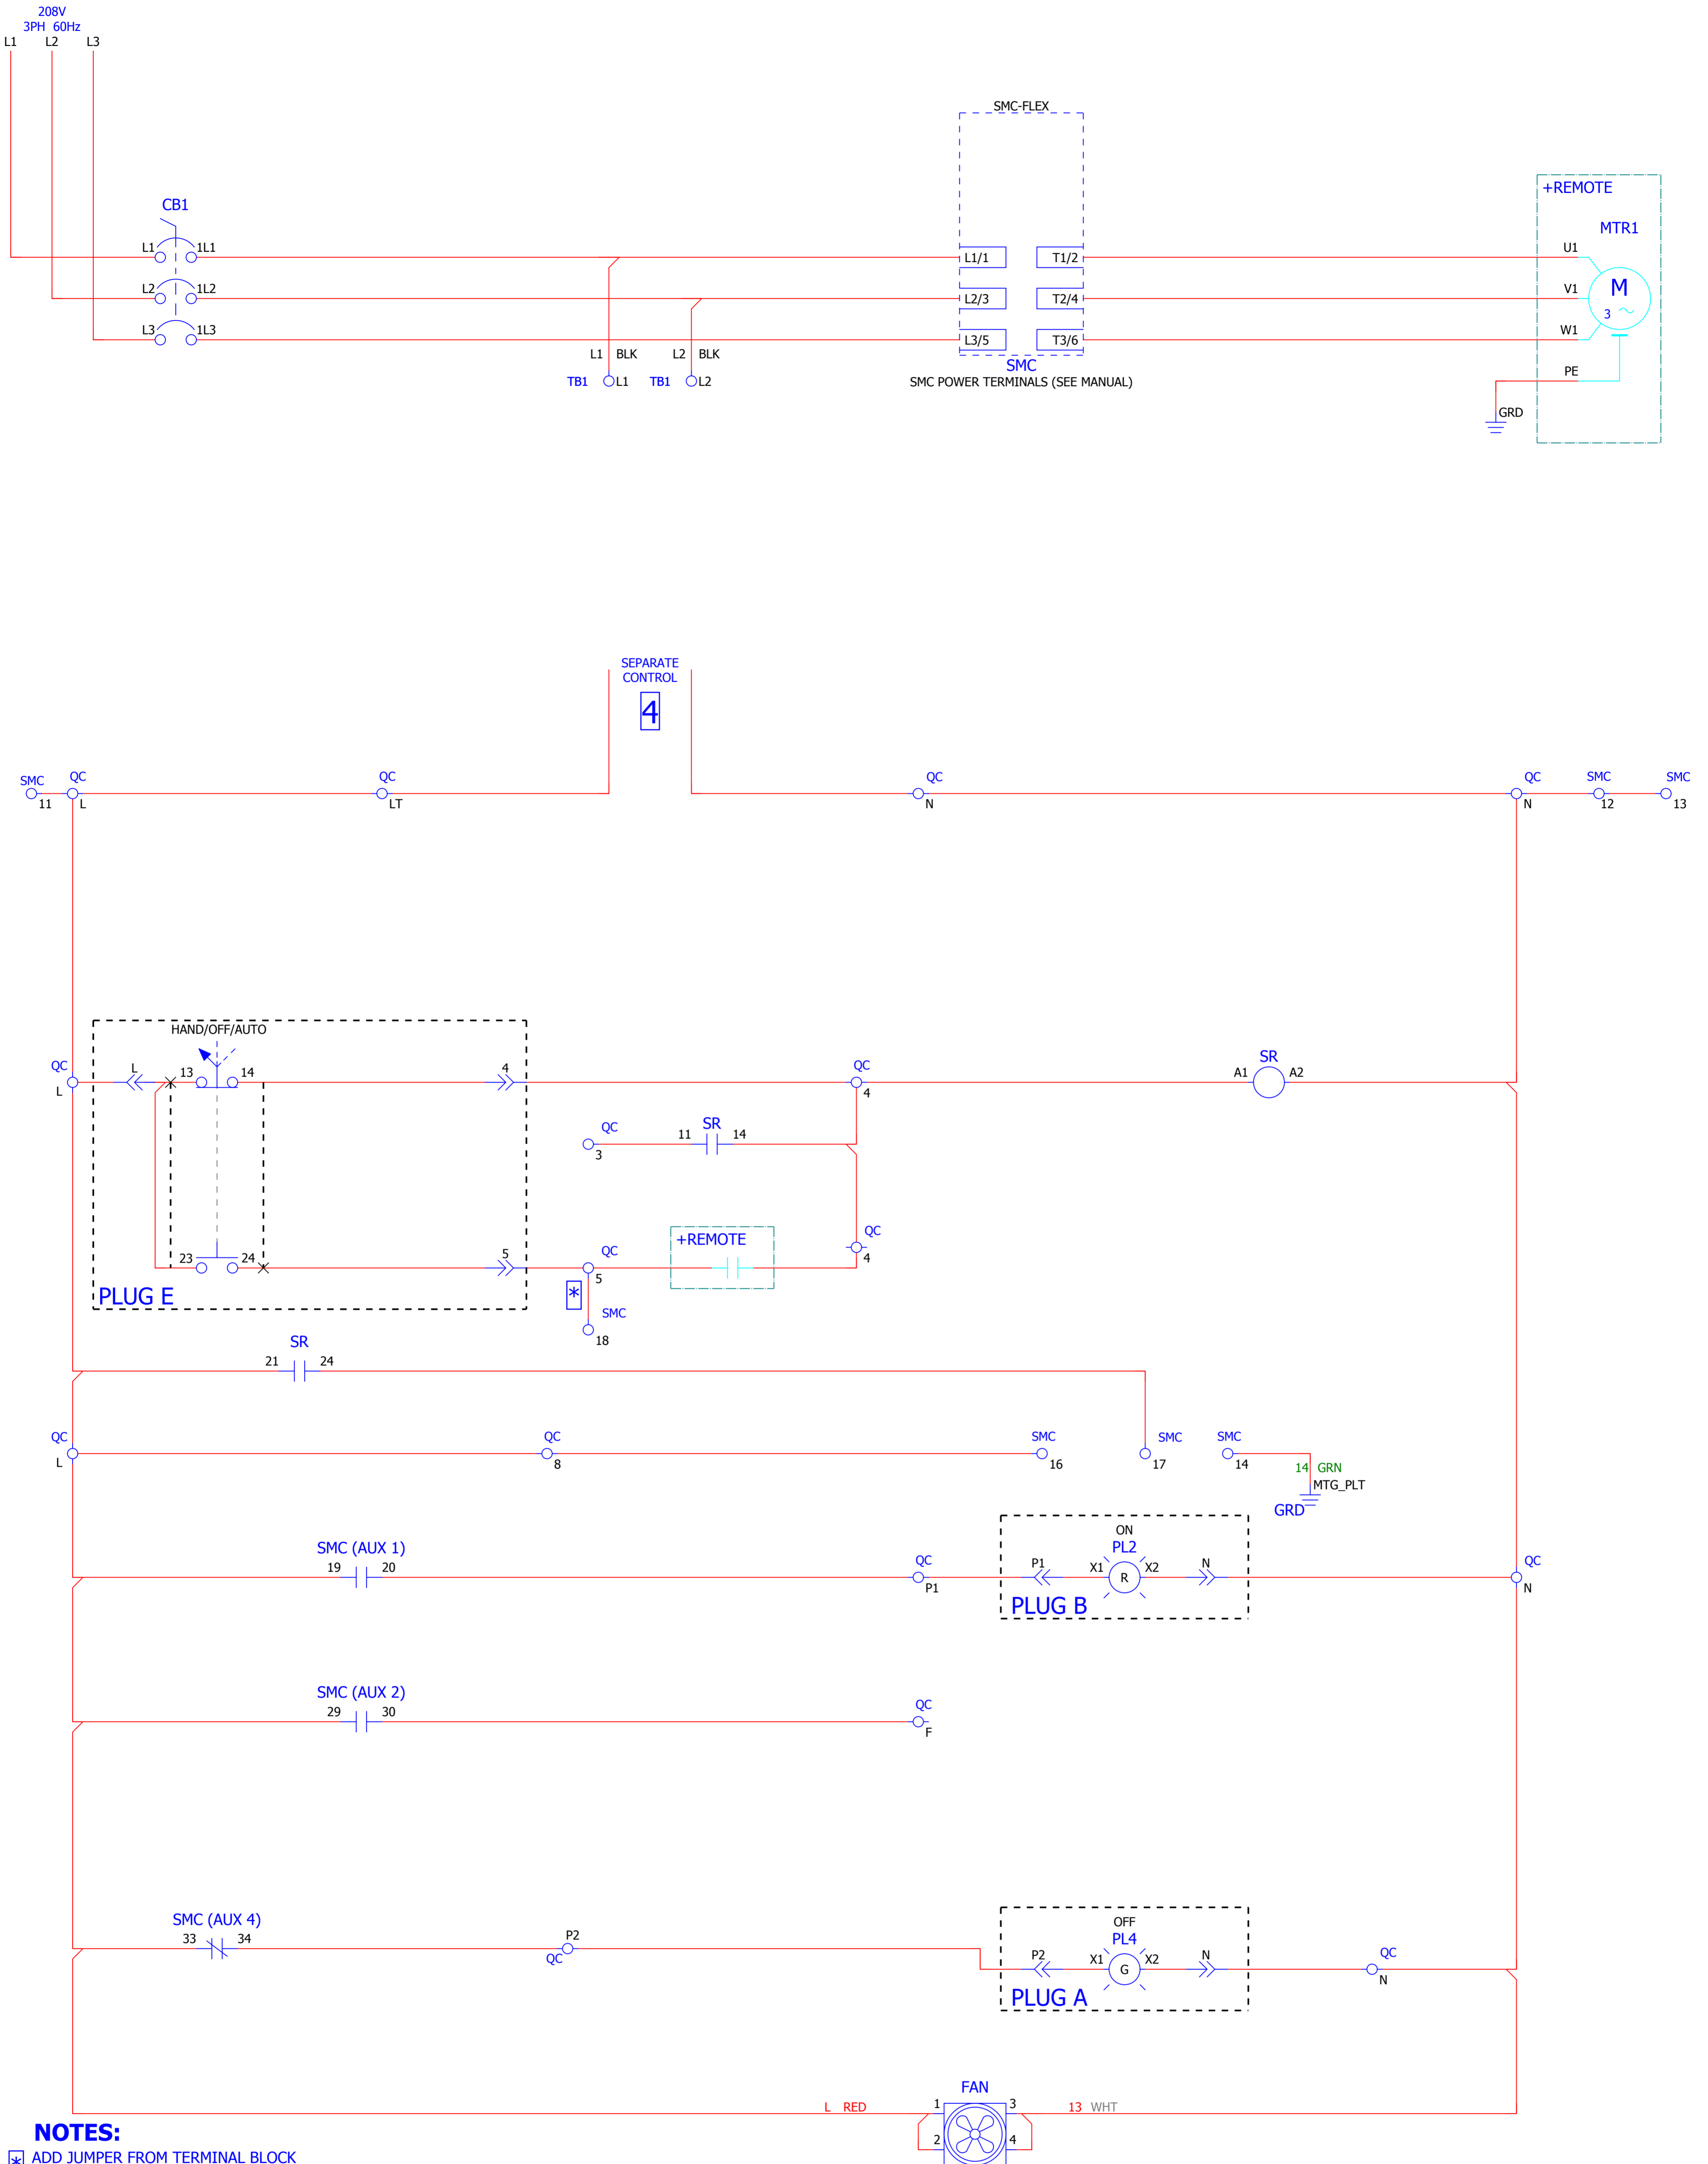 208V
3PH 60Hz
L1 L2 L3
SMC-FLEX
+REMOTE
CB1
MTR1
L1 1L1
L1/1 T1/2
U1
L2 1L2
L2/3 T2/4
V1
M
3
L3 1L3
L3/5 T3/6
W1
L1 BLK L2 BLK
SMC
TB1 L1 TB1 L2
SMC POWER TERMINALS (SEE MANUAL)
PE
GRD
SEPARATE
CONTROL
4
SMC QC QC QC QC SMC SMC
11 L LT N N 12 13
HAND/OFF/AUTO
QC L 13 14 4 QC SR
L 4 A1 A2
QC 11 SR 14
3
+REMOTE QC
4
23 24 5 QC
5
PLUG E
*
SMC
18
SR
21 24
QC QC SMC SMC SMC
L 8 16 17 14
14 GRN
MTG_PLT
GRD
ON
SMC (AUX 1) PL2
19 20 QC P1 X1 R X2 N QC
P1 N
PLUG B
SMC (AUX 2)
29 30 QC
F
OFF
SMC (AUX 4) PL4
33 34 P2 P2 X1 G X2 N QC
QC N
PLUG A
FAN
L RED 1 3 13 WHT
2 4
NOTES:
* ADD JUMPER FROM TERMINAL BLOCK